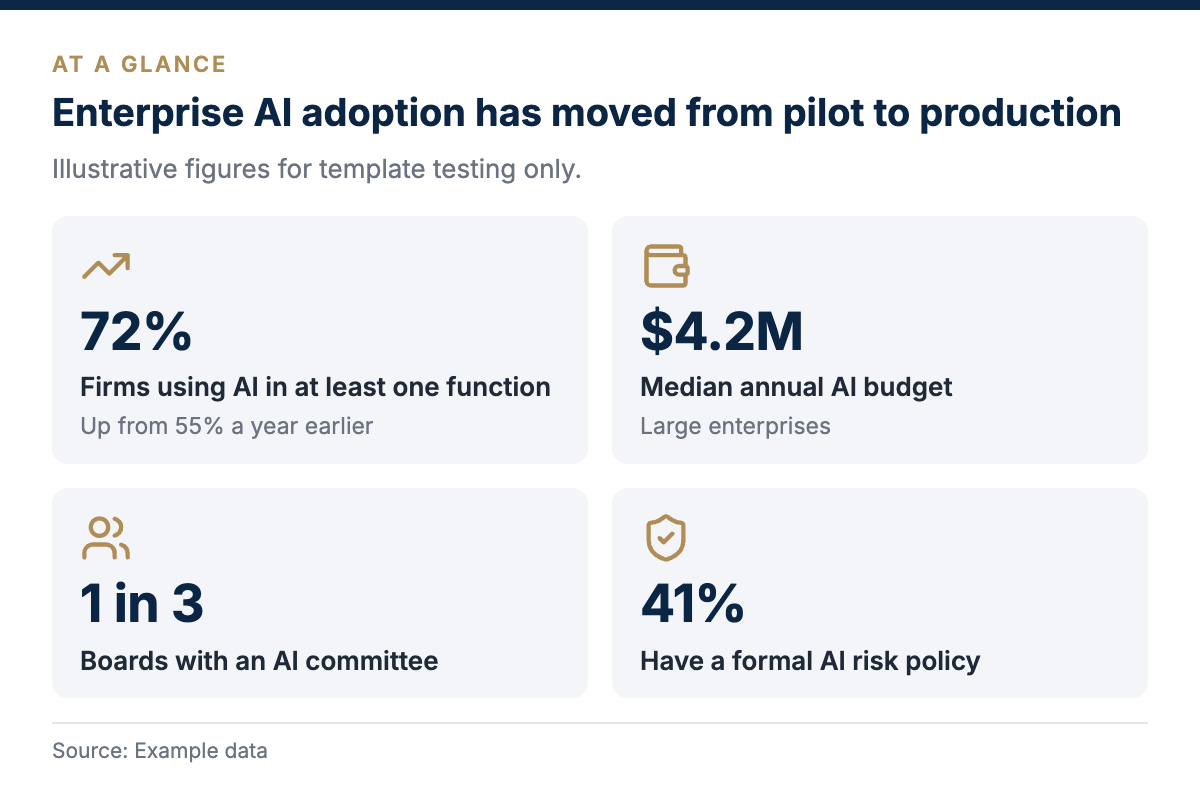 AT A GLANCE
Enterprise AI adoption has moved from pilot to production
Illustrative figures for template testing only.
72%
Firms using AI in at least one function
Up from 55% a year earlier
$4.2M
Median annual AI budget
Large enterprises
1 in 3
Boards with an AI committee
41%
Have a formal AI risk policy
Source: Example data